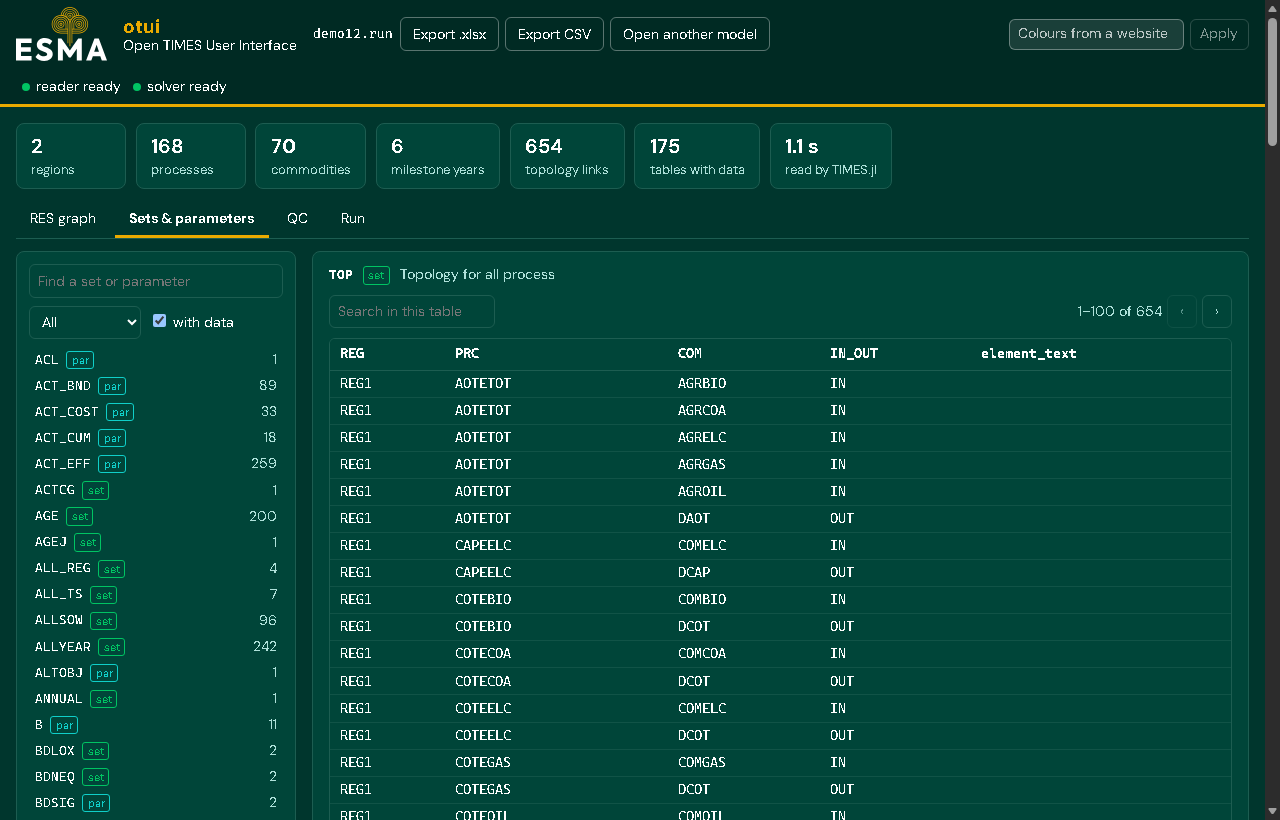 ESMA
otui
Open TIMES User Interface
demo12.run
Export .xlsx
Export CSV
Open another model
Colours from a website
Apply
reader ready
solver ready
2
regions
168
processes
70
commodities
6
milestone years
654
topology links
175
tables with data
1.1 s
read by TIMES.jl
RES graph
Sets & parameters
QC
Run
Find a set or parameter
All
with data
ACL par 1
ACT_BND par 89
ACT_COST par 33
ACT_CUM par 18
ACT_EFF par 259
ACTCG set 1
AGE set 200
AGEJ set 1
ALL_REG set 4
ALL_TS set 7
ALLSOW set 96
ALLYEAR set 242
ALTOBJ par 1
ANNUAL set 1
B par 11
BDLOX set 2
BDNEQ set 2
BDSIG par 2
TOP set Topology for all process
Search in this table
1–100 of 654 ‹ ›
REG PRC COM IN_OUT element_text
REG1 AOTETOT AGRBIO IN
REG1 AOTETOT AGRCOA IN
REG1 AOTETOT AGRELC IN
REG1 AOTETOT AGRGAS IN
REG1 AOTETOT AGROIL IN
REG1 AOTETOT DAOT OUT
REG1 CAPEELC COMELC IN
REG1 CAPEELC DCAP OUT
REG1 COTEBIO COMBIO IN
REG1 COTEBIO DCOT OUT
REG1 COTECOA COMCOA IN
REG1 COTECOA DCOT OUT
REG1 COTEELC COMELC IN
REG1 COTEELC DCOT OUT
REG1 COTEGAS COMGAS IN
REG1 COTEGAS DCOT OUT
REG1 COTEOIL COMOIL IN